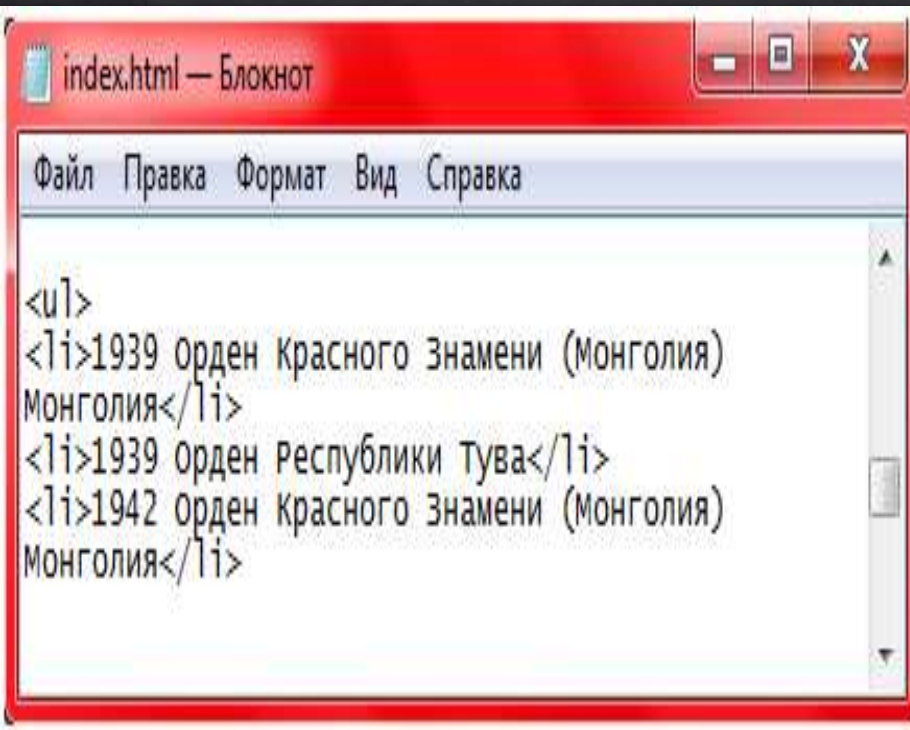 index.html — Блокнот
Файл Правка Формат Вид Справка
<ul>
<li>1939 Орден Красного Знамени (Монголия)
Монголия</li>
<li>1939 Орден Республики Тува</li>
<li>1942 Орден Красного Знамени (Монголия)
Монголия</li>